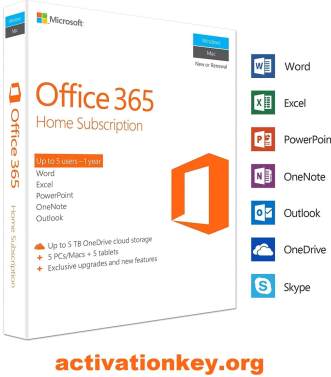 Microsoft
Windows
Mac
New or Renewal
Office 365
Home Subscription
Up to 5 users – 1 year
Word
Excel
PowerPoint
OneNote
Outlook
+ Up to 5 TB OneDrive cloud storage
+ 5 PCs/Macs + 5 tablets
+ Exclusive upgrades and new features
Office 365
Home Subscription
Word
Excel
PowerPoin
OneNote
Outlook
OneDrive
Skype
activationkey.org